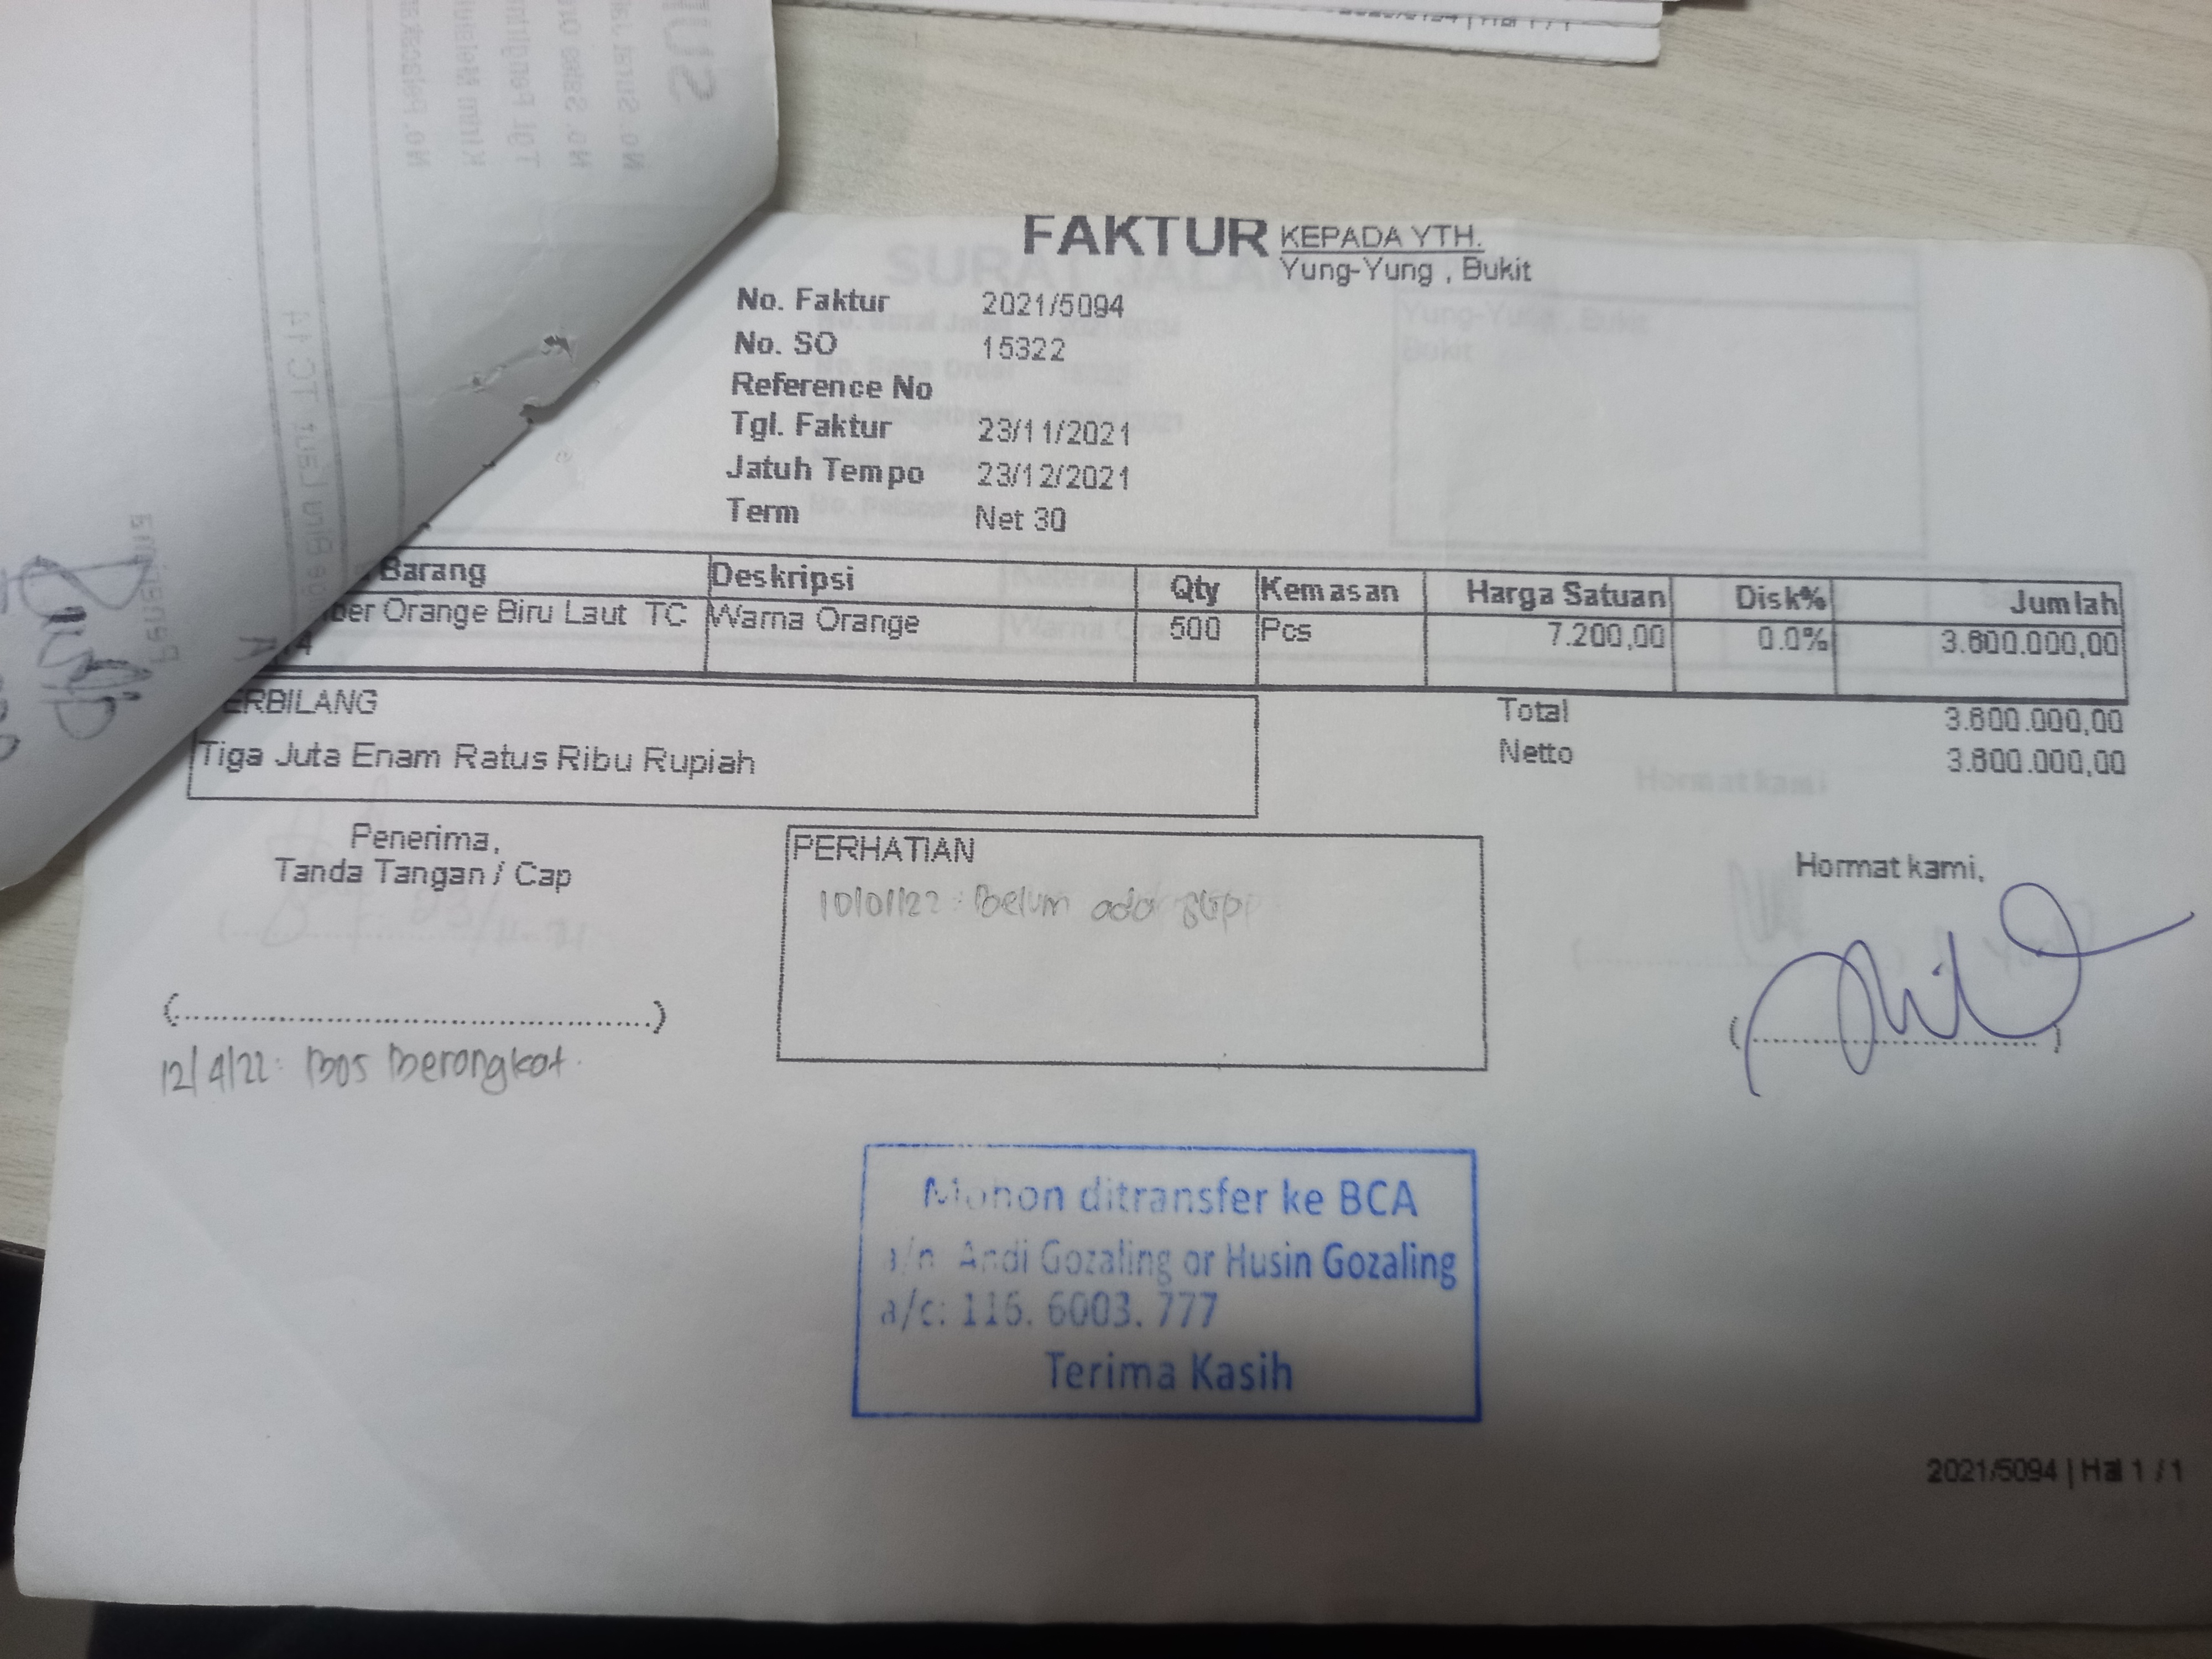 FAKTUR
KEPADA YTH.
Yung-Yung , Bukit
No. Faktur 2021/5094
No. SO 15322
Reference No
Tgl. Faktur 23/11/2021
Jatuh Tempo 23/12/2021
Term Net 30
Barang Deskripsi Qty Kemasan Harga Satuan Disk% Jumlah
ber Orange Biru Laut TC Warna Orange 500 Pcs 7.200,00 0.0% 3.600.000,00
4
ERBILANG
Tiga Juta Enam Ratus Ribu Rupiah
Total 3.600.000,00
Netto 3.600.000,00
Penerima,
Tanda Tangan / Cap
PERHATIAN
10/01/22: Belum ada
Hormat kami,
(..............................................)
(..............................)
12/4/22: Bos Berangkat.
Mohon ditransfer ke BCA
a/n Andi Gozaling or Husin Gozaling
a/c: 116. 6003. 777
Terima Kasih
2021/5094 | Hal 1 / 1